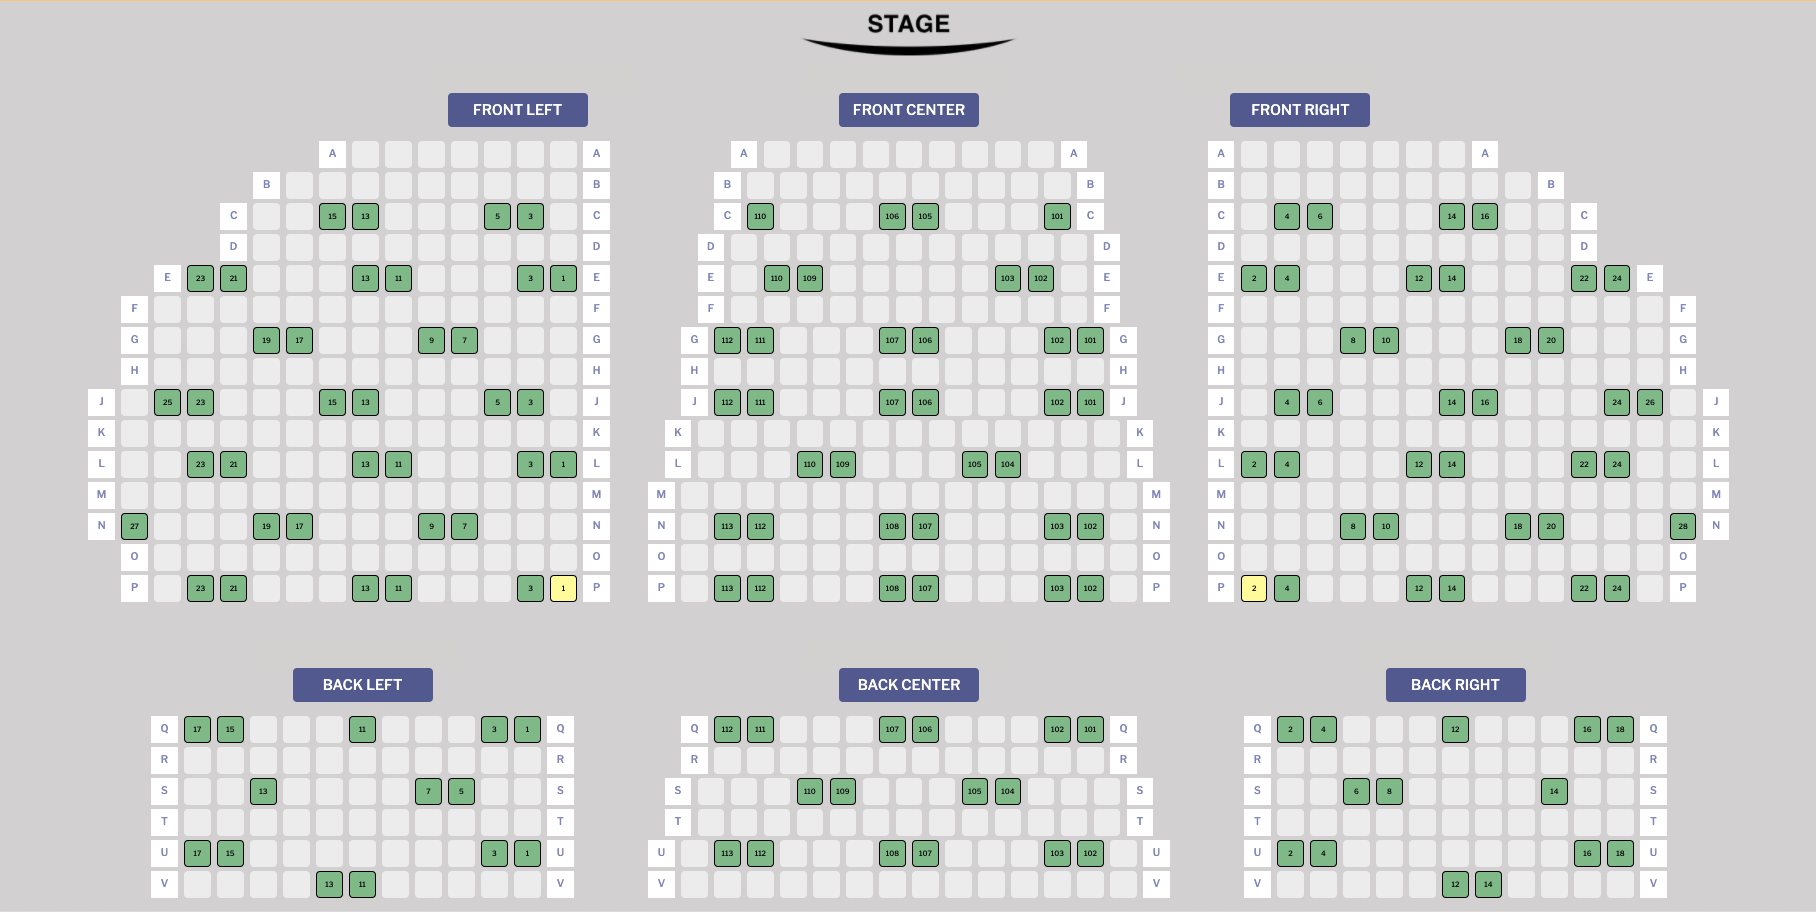 STAGE
FRONT LEFT FRONT CENTER FRONT RIGHT
A A A A A A
B B B B B B
C 15 13 5 3 C C 110 106 105 101 C C 4 6 14 16 C
D D D D D D
E 23 21 13 11 3 1 E E 110 109 103 102 E E 2 4 12 14 22 24 E
F F F F F F
G 19 17 9 7 G G 112 111 107 106 102 101 G G 8 10 18 20 G
H H H H H H
J 25 23 15 13 5 3 J J 112 111 107 106 102 101 J J 4 6 14 16 24 26 J
K K K K K K
L 23 21 13 11 3 1 L L 110 109 105 104 L L 2 4 12 14 22 24 L
M M M M M M
N 27 19 17 9 7 N N 113 112 108 107 103 102 N N 8 10 18 20 28 N
O O O O O O
P 23 21 13 11 3 1 P P 113 112 108 107 103 102 P P 2 4 12 14 22 24 P
BACK LEFT BACK CENTER BACK RIGHT
Q 17 15 11 3 1 Q Q 112 111 107 106 102 101 Q Q 2 4 12 16 18 Q
R R R R R R
S 13 7 5 S S 110 109 105 104 S S 6 8 14 S
T T T T T T
U 17 15 3 1 U U 113 112 108 107 103 102 U U 2 4 16 18 U
V 13 11 V V V V 12 14 V